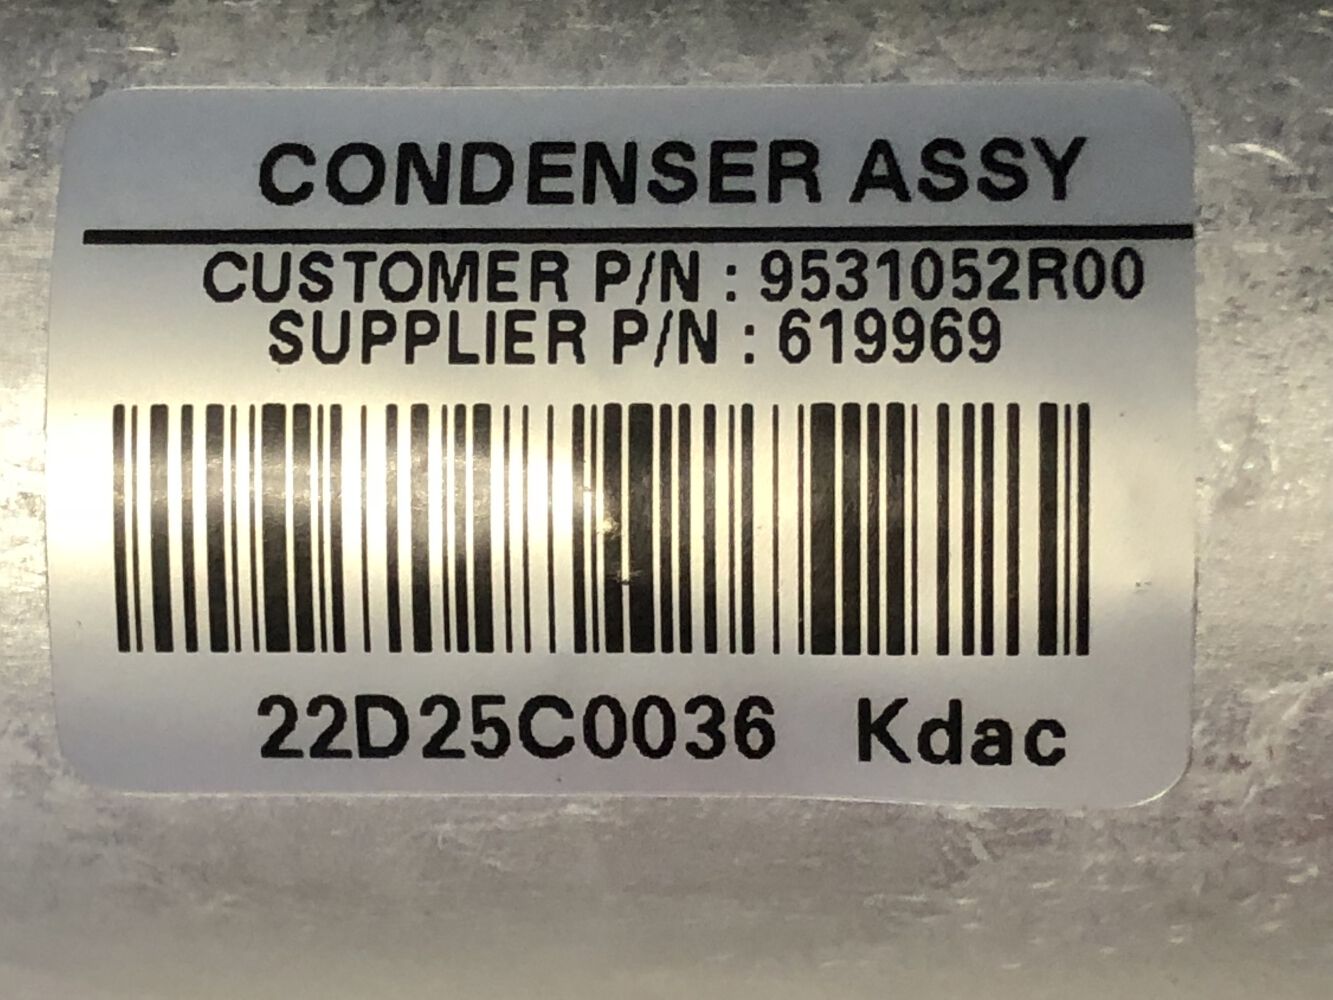 CONDENSER ASSY
CUSTOMER P/N : 9531052R00
SUPPLIER P/N : 619969
22D25C0036 Kdac